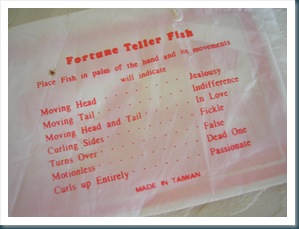 Fortune Teller Fish
Place Fish in palm of the hand and its movements
will indicate
Moving Head . . . . . . Jealousy
Moving Tail . . . . . . Indifference
Moving Head and Tail . . . . . . In Love
Curling Sides . . . . . . Fickle
Turns Over . . . . . . False
Motionless . . . . . . Dead One
Curls up Entirely . . . . . . Passionate
MADE IN TAIWAN